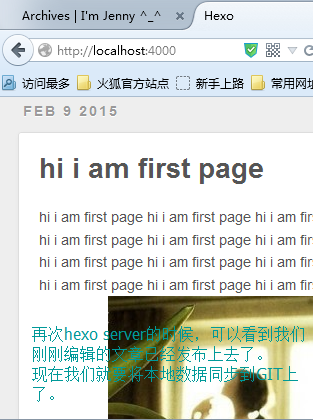 Archives | I'm Jenny ^_^ × Hexo
http://localhost:4000
访问最多 火狐官方站点 新手上路 常用网址
FEB 9 2015
hi i am first page
hi i am first page hi i am first page hi i am first
hi i am first page hi i am first page hi i am first
hi i am first page hi i am first page hi i am first
hi i am first page hi i am first page hi i am first
再次hexo server的时候，可以看到我们
刚刚编辑的文章已经发布上去了。
现在我们就要将本地数据同步到GIT上
了。